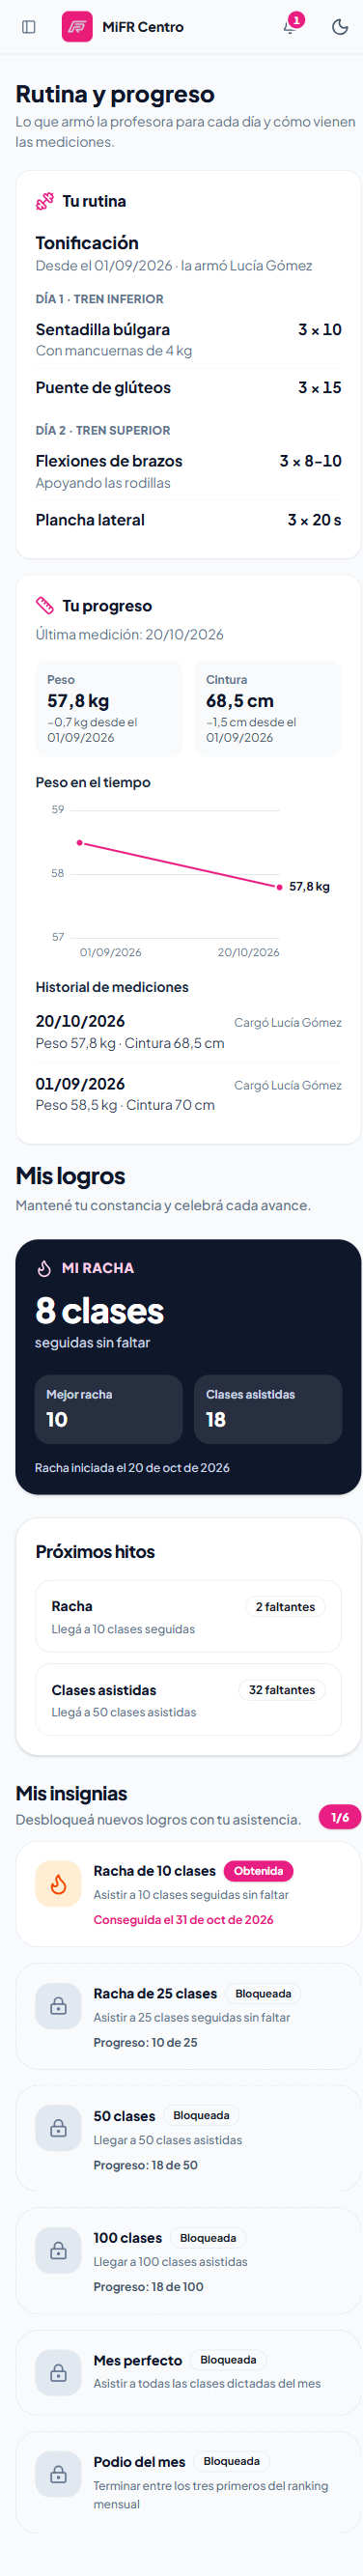 MiFR Centro
1
Rutina y progreso
Lo que armó la profesora para cada día y cómo vienen
las mediciones.
Tu rutina
Tonificación
Desde el 01/09/2026 · la armó Lucía Gómez
DÍA 1 · TREN INFERIOR
Sentadilla búlgara 3 × 10
Con mancuernas de 4 kg
Puente de glúteos 3 × 15
DÍA 2 · TREN SUPERIOR
Flexiones de brazos 3 × 8-10
Apoyando las rodillas
Plancha lateral 3 × 20 s
Tu progreso
Última medición: 20/10/2026
Peso
57,8 kg
−0,7 kg desde el
01/09/2026
Cintura
68,5 cm
−1,5 cm desde el
01/09/2026
Peso en el tiempo
59
58
57,8 kg
57
01/09/2026 20/10/2026
Historial de mediciones
20/10/2026 Cargó Lucía Gómez
Peso 57,8 kg · Cintura 68,5 cm
01/09/2026 Cargó Lucía Gómez
Peso 58,5 kg · Cintura 70 cm
Mis logros
Mantené tu constancia y celebrá cada avance.
MI RACHA
8 clases
seguidas sin faltar
Mejor racha
10
Clases asistidas
18
Racha iniciada el 20 de oct de 2026
Próximos hitos
Racha 2 faltantes
Llegá a 10 clases seguidas
Clases asistidas 32 faltantes
Llegá a 50 clases asistidas
Mis insignias
Desbloqueá nuevos logros con tu asistencia. 1/6
Racha de 10 clases Obtenida
Asistir a 10 clases seguidas sin faltar
Conseguida el 31 de oct de 2026
Racha de 25 clases Bloqueada
Asistir a 25 clases seguidas sin faltar
Progreso: 10 de 25
50 clases Bloqueada
Llegar a 50 clases asistidas
Progreso: 18 de 50
100 clases Bloqueada
Llegar a 100 clases asistidas
Progreso: 18 de 100
Mes perfecto Bloqueada
Asistir a todas las clases dictadas del mes
Podio del mes Bloqueada
Terminar entre los tres primeros del ranking
mensual